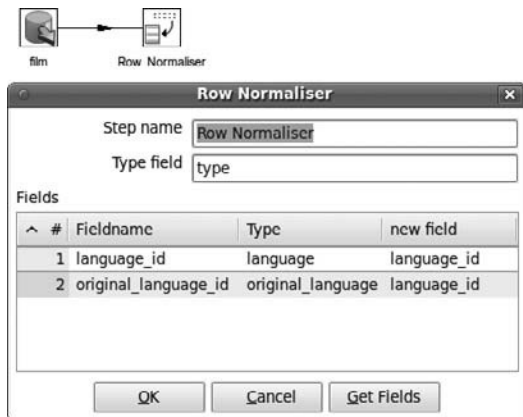 film
Row Normaliser
Row Normaliser
Step name Row Normaliser
Type field type
Fields
# Fieldname Type new field
1 language_id language language_id
2 original_language_id original_language language_id
OK Cancel Get Fields